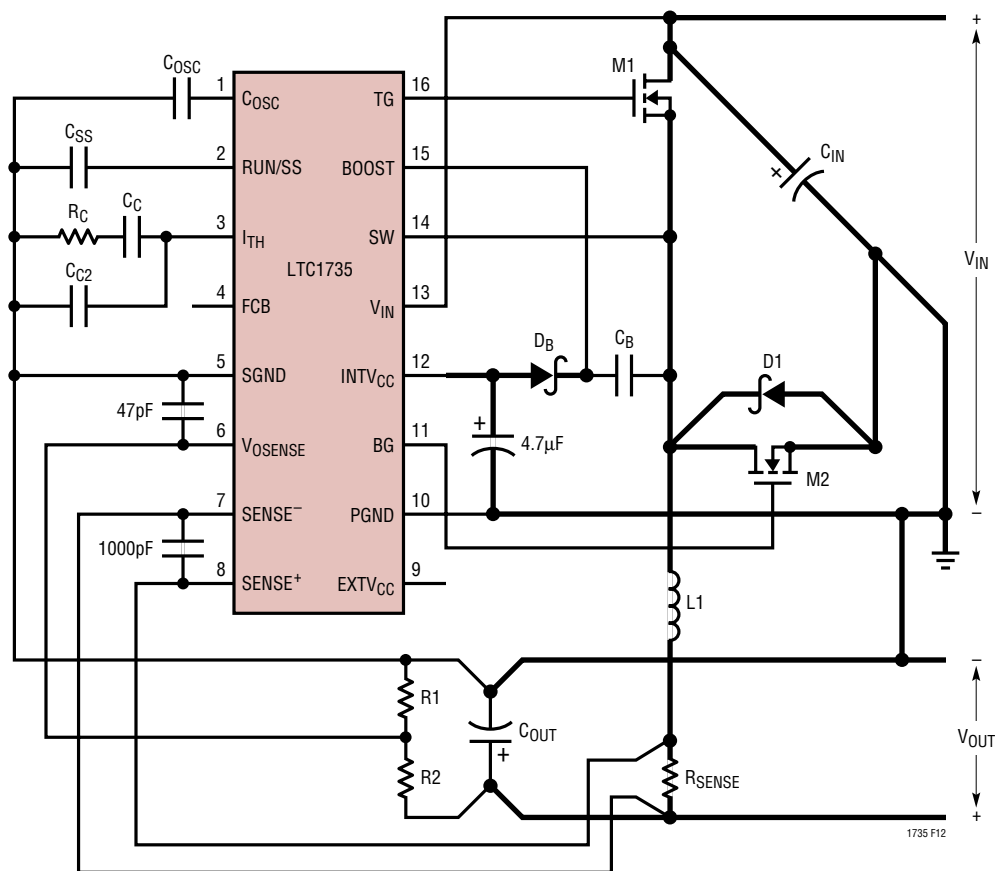 +
M1
C_OSC
1
C_OSC
TG
16
C_SS
2
RUN/SS
BOOST
15
C_IN
+
R_C
C_C
3
I_TH
SW
14
LTC1735
V_IN
C_C2
4
FCB
V_IN
13
D_B
C_B
5
SGND
INTV_CC
12
D1
47pF
+
4.7µF
6
V_OSENSE
BG
11
M2
7
SENSE⁻
PGND
10
–
1000pF
8
SENSE⁺
EXTV_CC
9
L1
–
R1
C_OUT
+
V_OUT
R2
R_SENSE
+
1735 F12